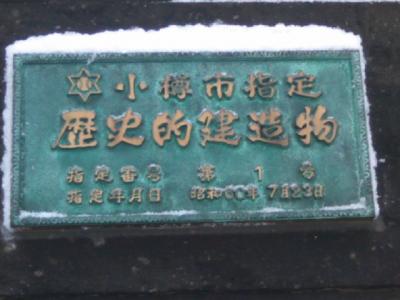 小樽市指定
歴史的建造物
指定番号 第1号
指定年月日 昭和60年7月23日